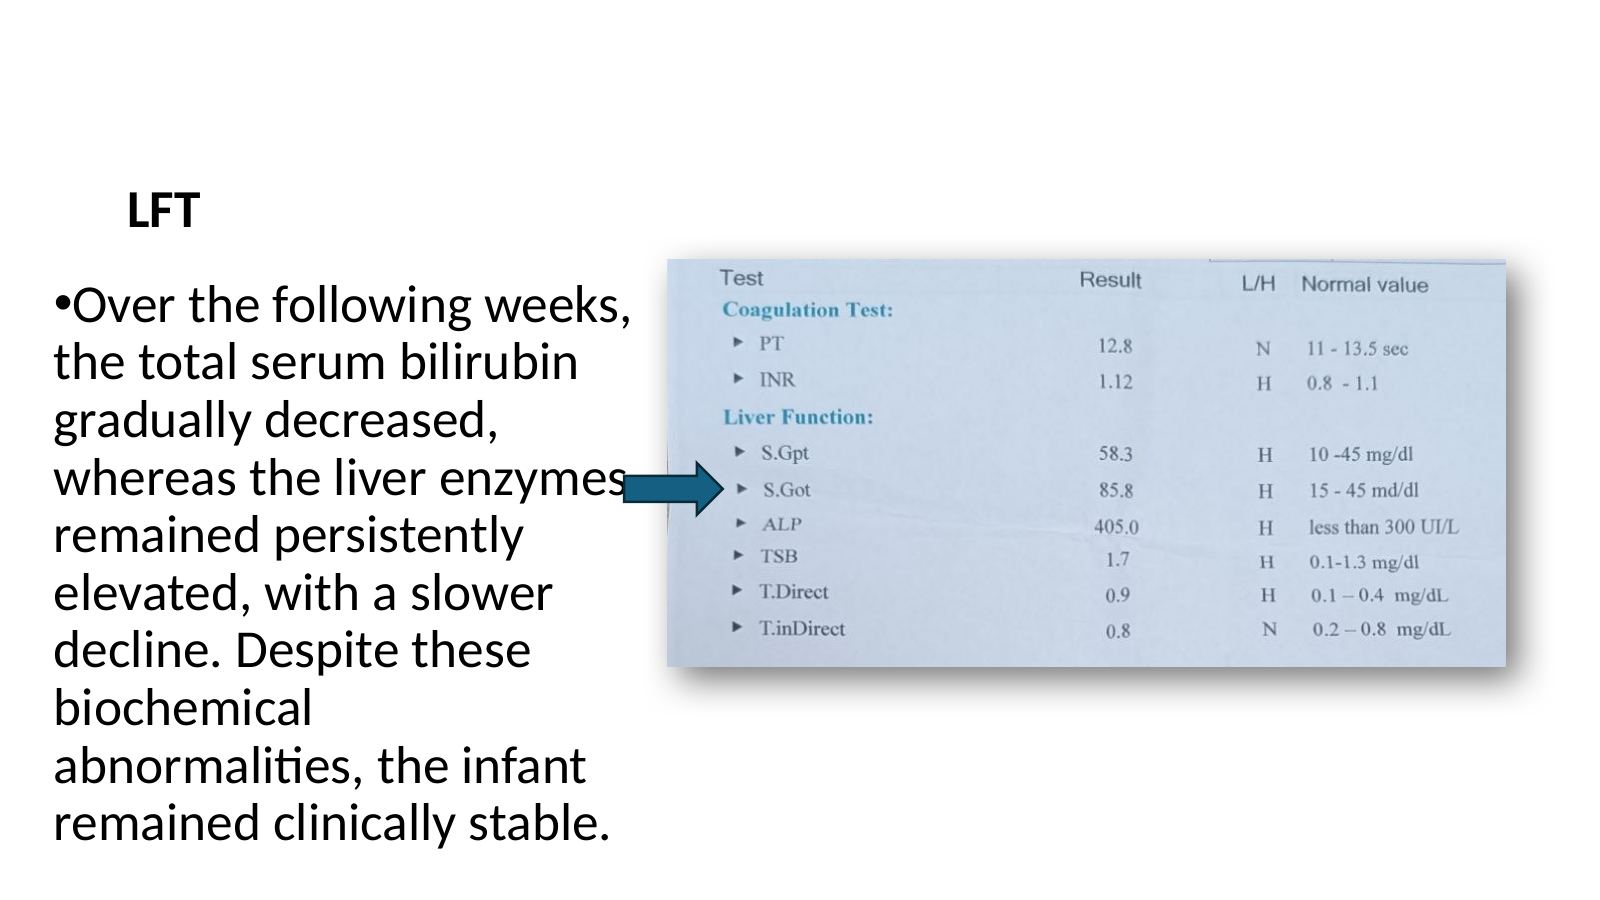 LFT
•Over the following weeks,
the total serum bilirubin
gradually decreased,
whereas the liver enzymes
remained persistently
elevated, with a slower
decline. Despite these
biochemical
abnormalities, the infant
remained clinically stable.
Test Result L/H Normal value
Coagulation Test:
► PT 12.8 N 11 - 13.5 sec
► INR 1.12 H 0.8 - 1.1
Liver Function:
► S.Gpt 58.3 H 10 -45 mg/dl
► S.Got 85.8 H 15 - 45 md/dl
► ALP 405.0 H less than 300 UI/L
► TSB 1.7 H 0.1-1.3 mg/dl
► T.Direct 0.9 H 0.1 – 0.4 mg/dL
► T.inDirect 0.8 N 0.2 – 0.8 mg/dL